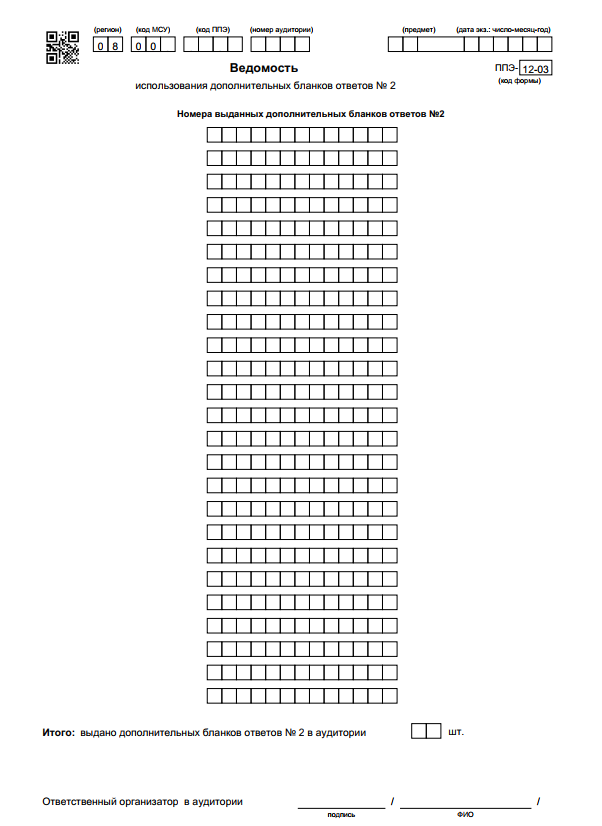 (регион) (код МСУ) (код ППЭ) (номер аудитории) (предмет) (дата экз.: число-месяц-год)
0 8 0 0
Ведомость ППЭ- 12-03
(код формы)
использования дополнительных бланков ответов № 2
Номера выданных дополнительных бланков ответов №2
Итого: выдано дополнительных бланков ответов № 2 в аудитории шт.
Ответственный организатор в аудитории / /
подпись ФИО